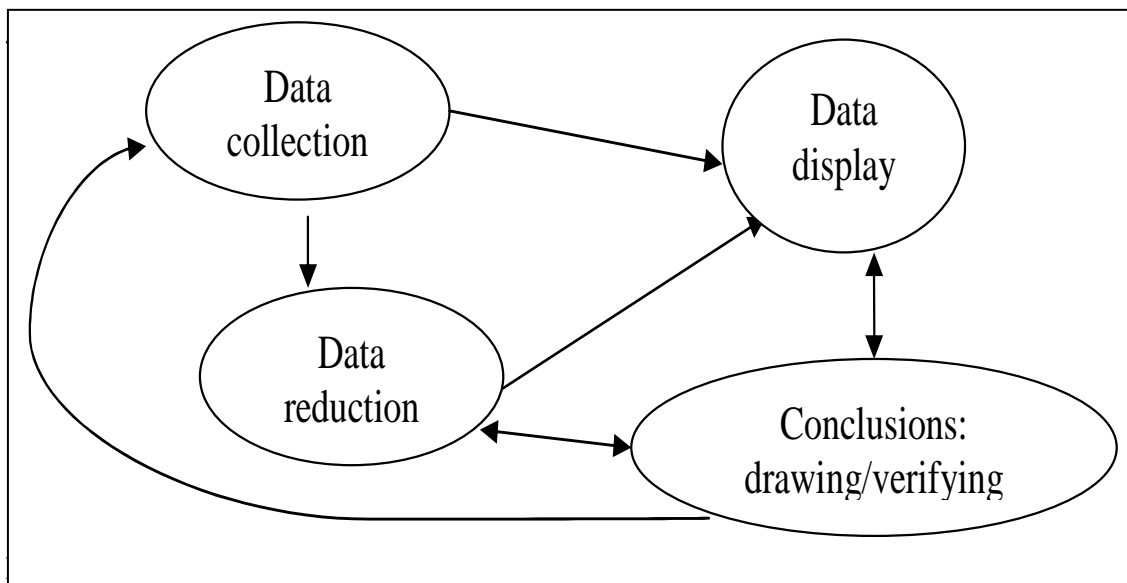 Data
collection
Data
display
Data
reduction
Conclusions:
drawing/verifying